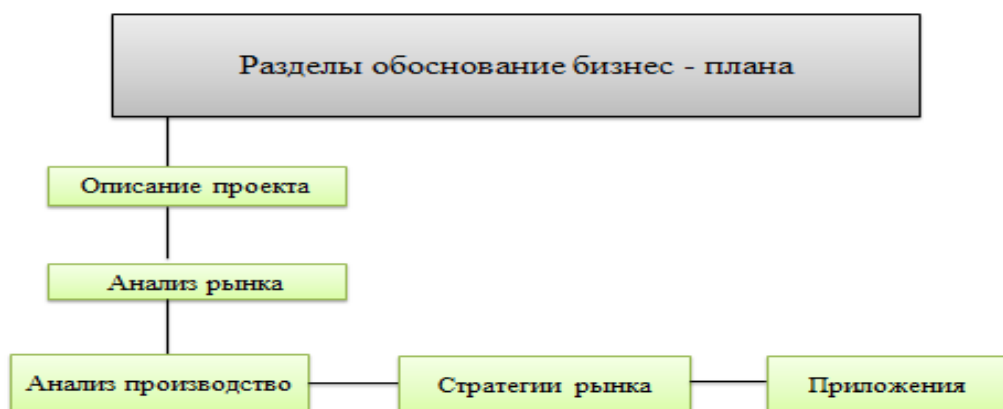 Разделы обоснование бизнес - плана
Описание проекта
Анализ рынка
Анализ производство
Стратегии рынка
Приложения